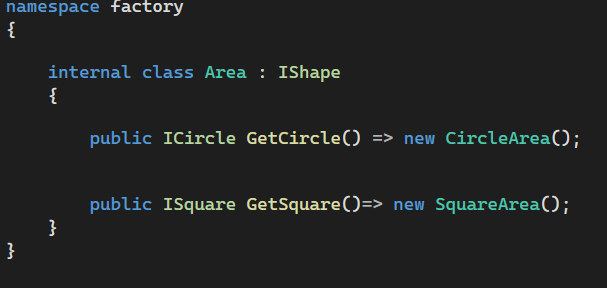 namespace factory
{
internal class Area : IShape
{
public ICircle GetCircle() => new CircleArea();
public ISquare GetSquare()=> new SquareArea();
}
}